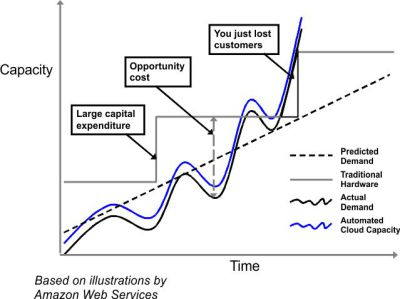 You just lost
customers
Opportunity
cost
Capacity
Large capital
expenditure
Predicted
Demand
Traditional
Hardware
Actual
Demand
Automated
Cloud Capacity
Time
Based on illustrations by
Amazon Web Services